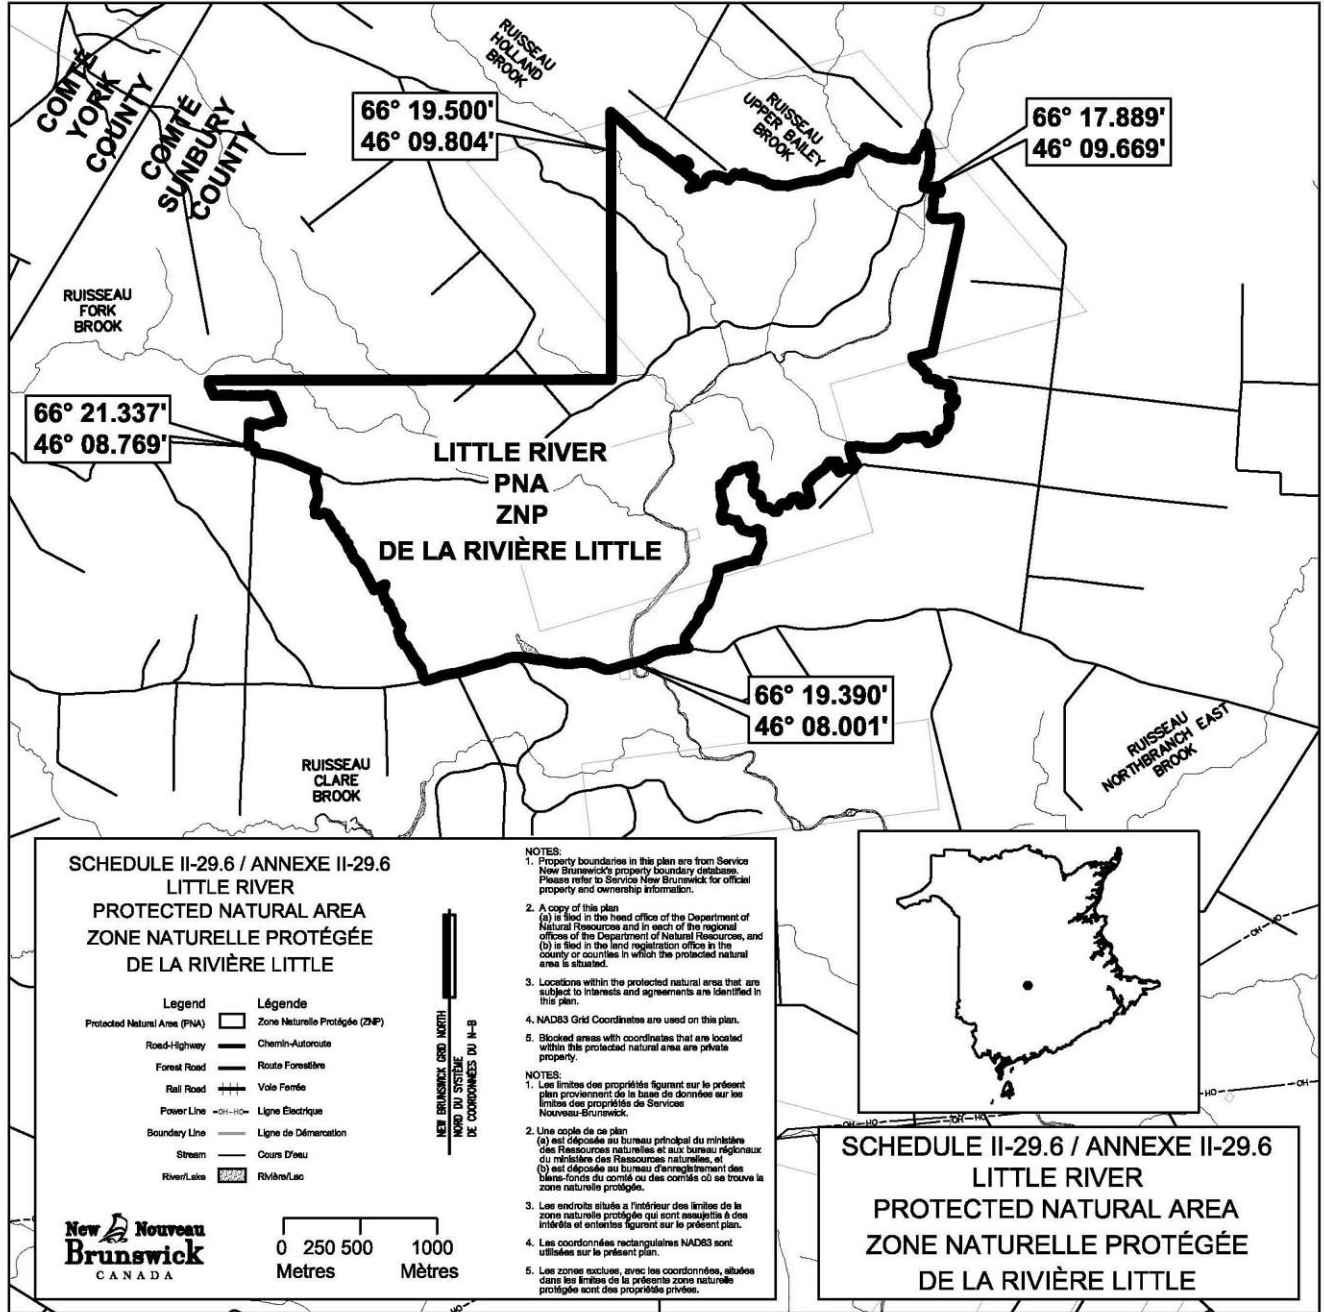 COMTÉ
YORK
COUNTY
COMTÉ
SUNBURY
COUNTY
RUISSEAU
HOLLAND
BROOK
66° 19.500'
46° 09.804'
RUISSEAU
UPPER BAILEY
BROOK
66° 17.889'
46° 09.669'
RUISSEAU
FORK
BROOK
66° 21.337'
46° 08.769'
LITTLE RIVER
PNA
ZNP
DE LA RIVIÈRE LITTLE
66° 19.390'
46° 08.001'
RUISSEAU
NORTHBRANCH EAST
BROOK
RUISSEAU
CLARE
BROOK
SCHEDULE II-29.6 / ANNEXE II-29.6
LITTLE RIVER
PROTECTED NATURAL AREA
ZONE NATURELLE PROTÉGÉE
DE LA RIVIÈRE LITTLE
Legend Légende
Protected Natural Area (PNA) Zone Naturelle Protégée (ZNP)
Road-Highway Chemin-Autoroute
Forest Road Route Forestière
Rail Road Voie Ferrée
Power Line -OH-HO- Ligne Électrique
Boundary Line Ligne de Démarcation
Stream Cours D'eau
River/Lake Rivière/Lac
NEW BRUNSWICK GRID NORTH
NORD DU SYSTÈME
DE COORDONNÉES DU N-B
New Nouveau
Brunswick
CANADA
0 250 500 1000
Metres Mètres
NOTES:
1. Property boundaries in this plan are from Service
New Brunswick's property boundary database.
Please refer to Service New Brunswick for official
property and ownership information.
2. A copy of this plan
(a) is filed in the head office of the Department of
Natural Resources and in each of the regional
offices of the Department of Natural Resources, and
(b) is filed in the land registration office in the
county or counties in which the protected natural
area is situated.
3. Locations within the protected natural area that are
subject to interests and agreements are identified in
this plan.
4. NAD83 Grid Coordinates are used on this plan.
5. Blocked areas with coordinates that are located
within this protected natural area are private
property.
NOTES:
1. Les limites des propriétés figurant sur le présent
plan proviennent de la base de données sur les
limites des propriétés de Services
Nouveau-Brunswick.
2. Une copie de ce plan
(a) est déposée au bureau principal du ministère
des Ressources naturelles et aux bureau régionaux
du ministère des Ressources naturelles, et
(b) est déposée au bureau d'enregistrement des
biens-fonds du comté ou des comtés où se trouve la
zone naturelle protégée.
3. Les endroits situés a l'intérieur des limites de la
zone naturelle protégée qui sont assujettis à des
intérêts et ententes figurent sur le présent plan.
4. Les coordonnées rectangulaires NAD83 sont
utilisées sur le présent plan.
5. Les zones exclues, avec les coordonnées, situées
dans les limites de la présente zone naturelle
protégée sont des propriétés privées.
OH
HO
OH
HO
OH
HO
OH
HO
SCHEDULE II-29.6 / ANNEXE II-29.6
LITTLE RIVER
PROTECTED NATURAL AREA
ZONE NATURELLE PROTÉGÉE
DE LA RIVIÈRE LITTLE